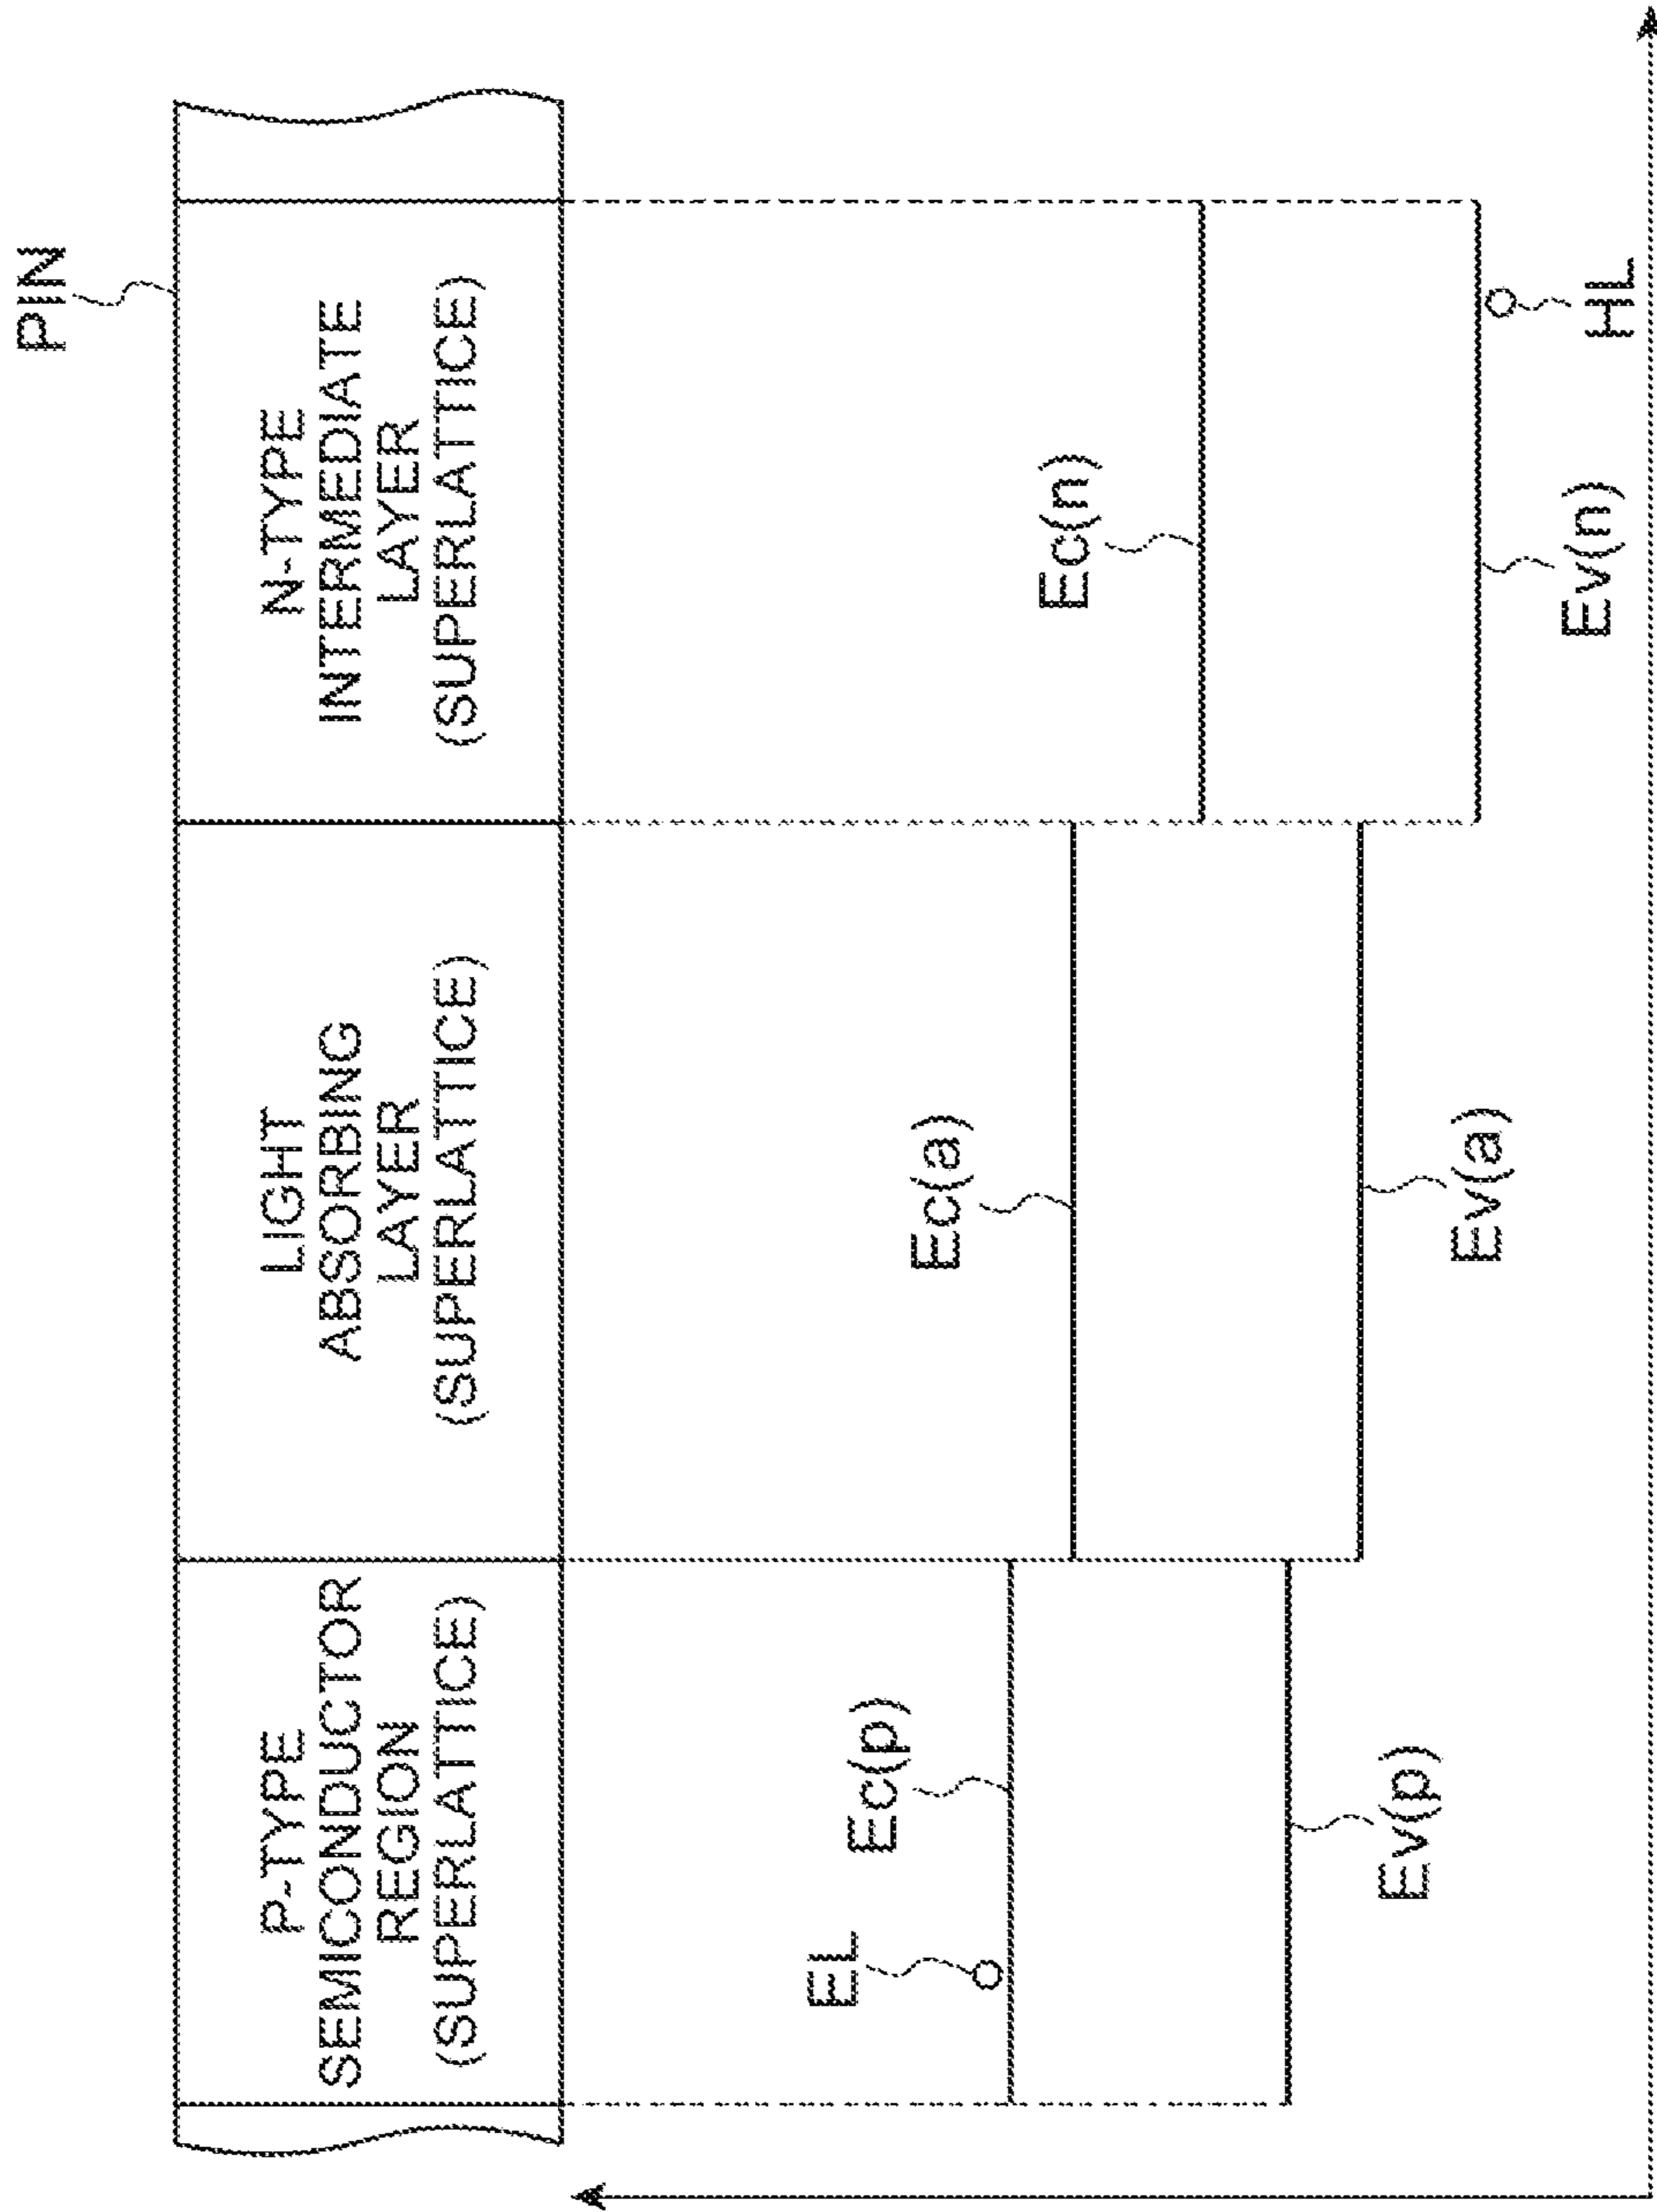 PIN
P-TYPE
SEMICONDUCTOR
REGION
(SUPERLATTICE)
LIGHT
ABSORBING
LAYER
(SUPERLATTICE)
N-TYPE
INTERMEDIATE
LAYER
(SUPERLATTICE)
EL
Ec(p)
Ec(a)
Ec(n)
Ev(p)
Ev(a)
Ev(n)
HL